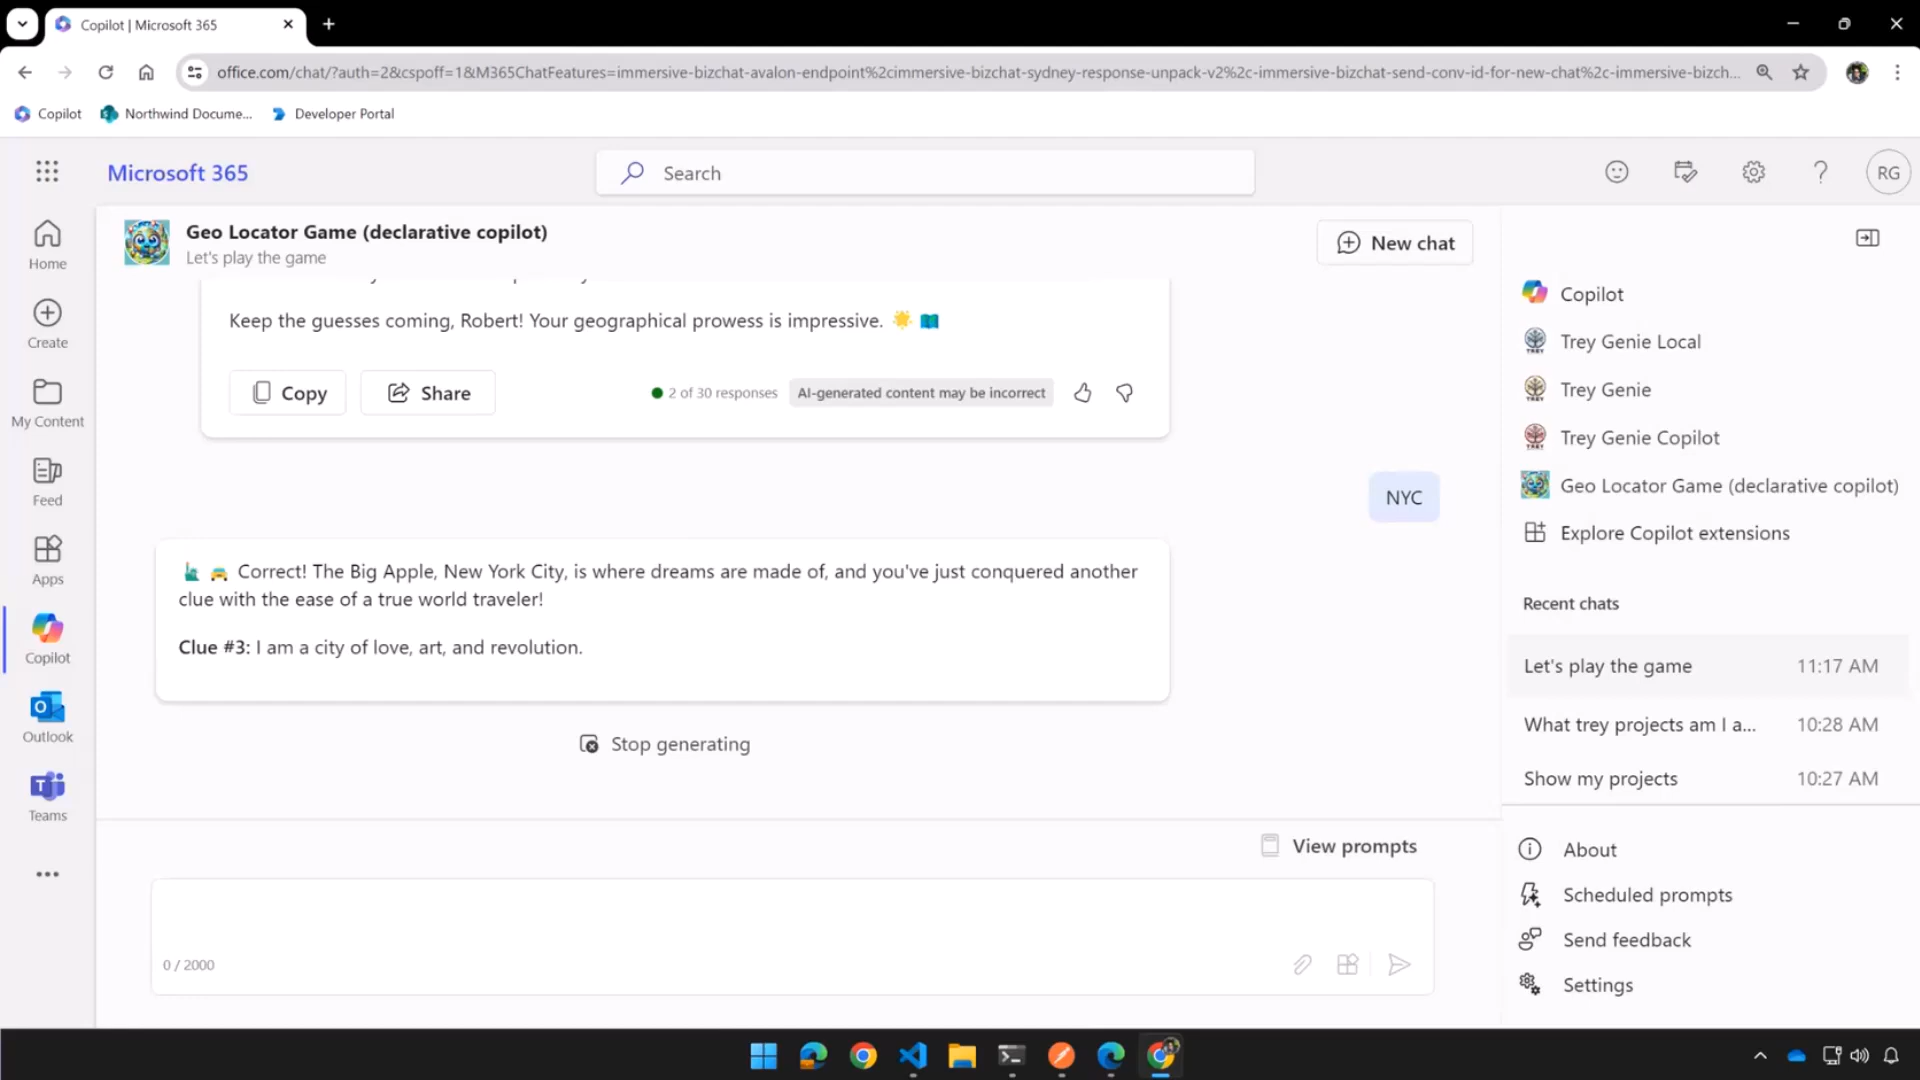 Copilot | Microsoft 365
office.com/chat/?auth=2&cspoff=1&M365ChatFeatures=immersive-bizchat-avalon-endpoint%2cimmersive-bizchat-sydney-response-unpack-v2%2c-immersive-bizchat-send-conv-id-for-new-chat%2c-immersive-bizch...
Copilot
Northwind Docume...
Developer Portal
Microsoft 365
Search
RG
Home
Create
My Content
Feed
Apps
Copilot
Outlook
Teams
Geo Locator Game (declarative copilot)
Let's play the game
New chat
Keep the guesses coming, Robert! Your geographical prowess is impressive. 🌟 🗺️
Copy
Share
2 of 30 responses
AI-generated content may be incorrect
NYC
🗽 🚕 Correct! The Big Apple, New York City, is where dreams are made of, and you've just conquered another
clue with the ease of a true world traveler!
Clue #3: I am a city of love, art, and revolution.
Stop generating
View prompts
0 / 2000
Copilot
Trey Genie Local
Trey Genie
Trey Genie Copilot
Geo Locator Game (declarative copilot)
Explore Copilot extensions
Recent chats
Let's play the game 11:17 AM
What trey projects am I a... 10:28 AM
Show my projects 10:27 AM
About
Scheduled prompts
Send feedback
Settings